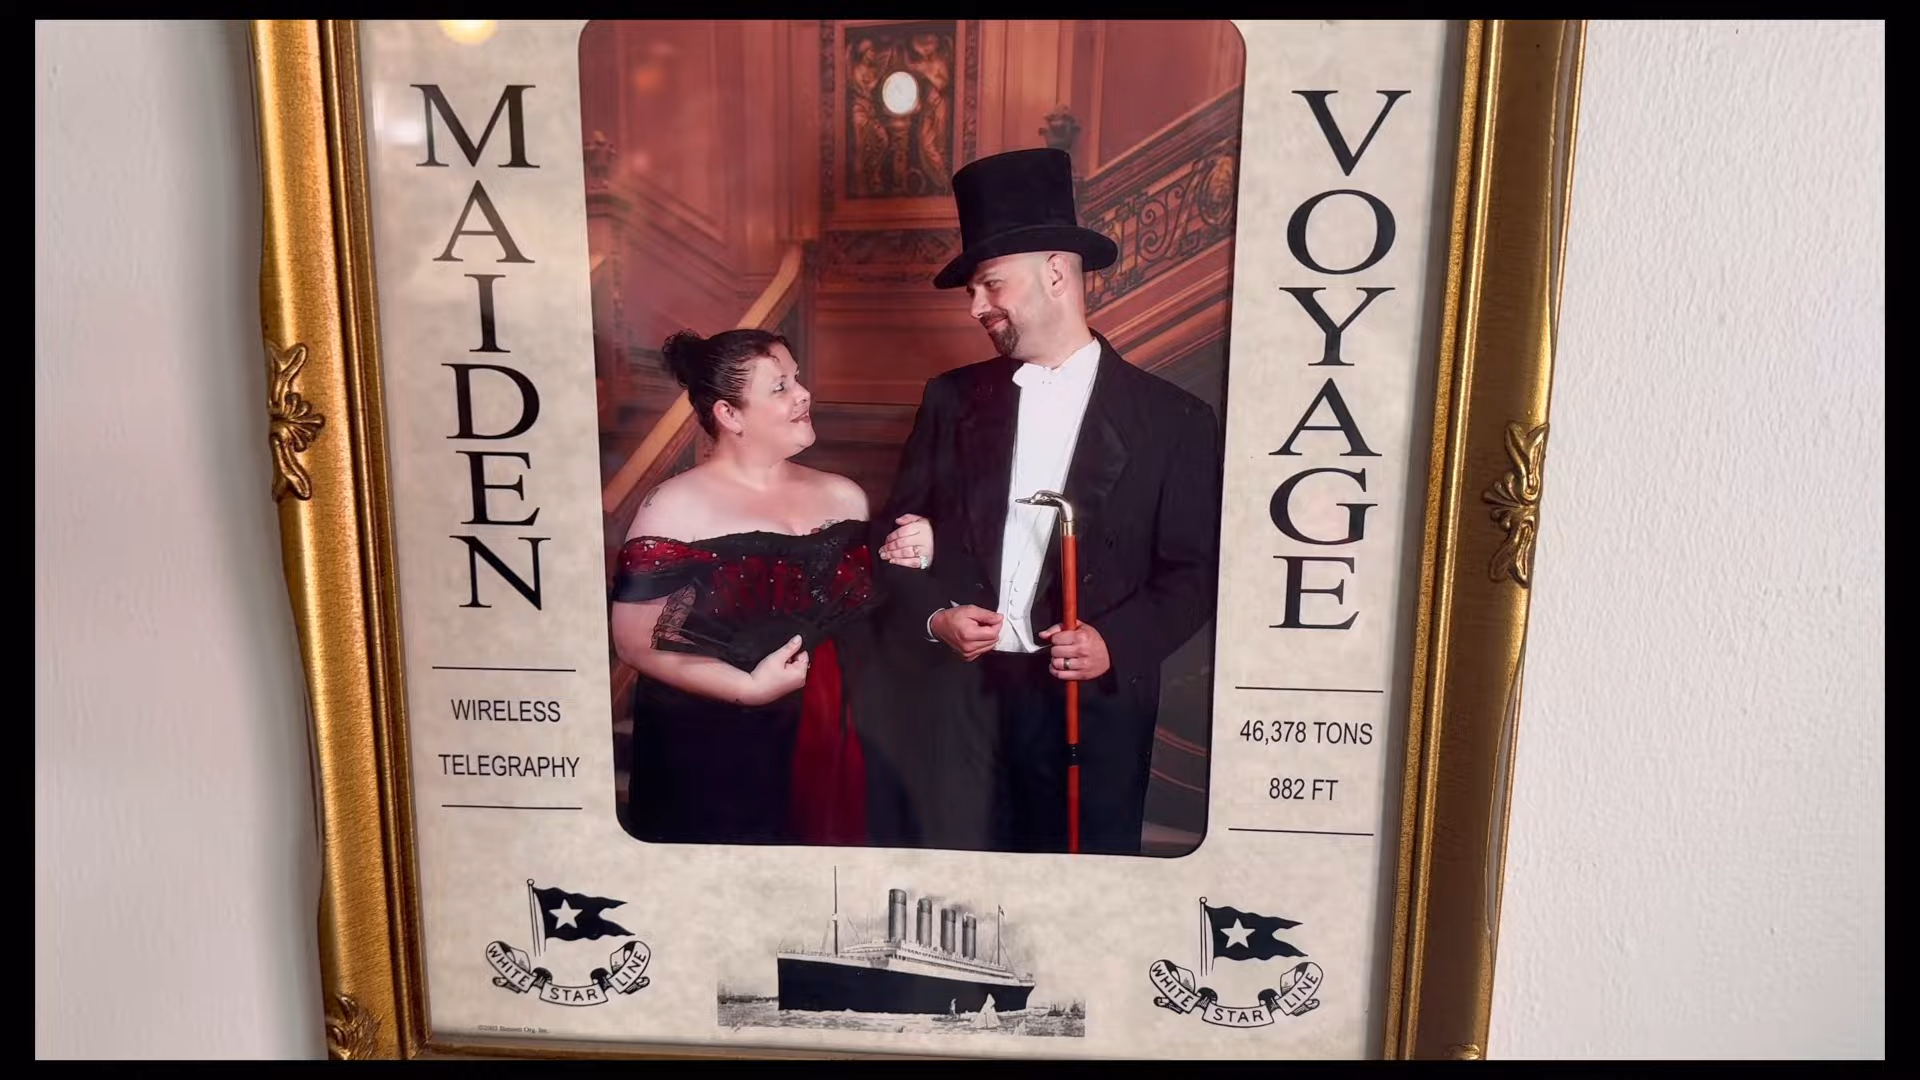 MAIDEN
VOYAGE
WIRELESS
TELEGRAPHY
46,378 TONS
882 FT
WHITE STAR LINE
WHITE STAR LINE